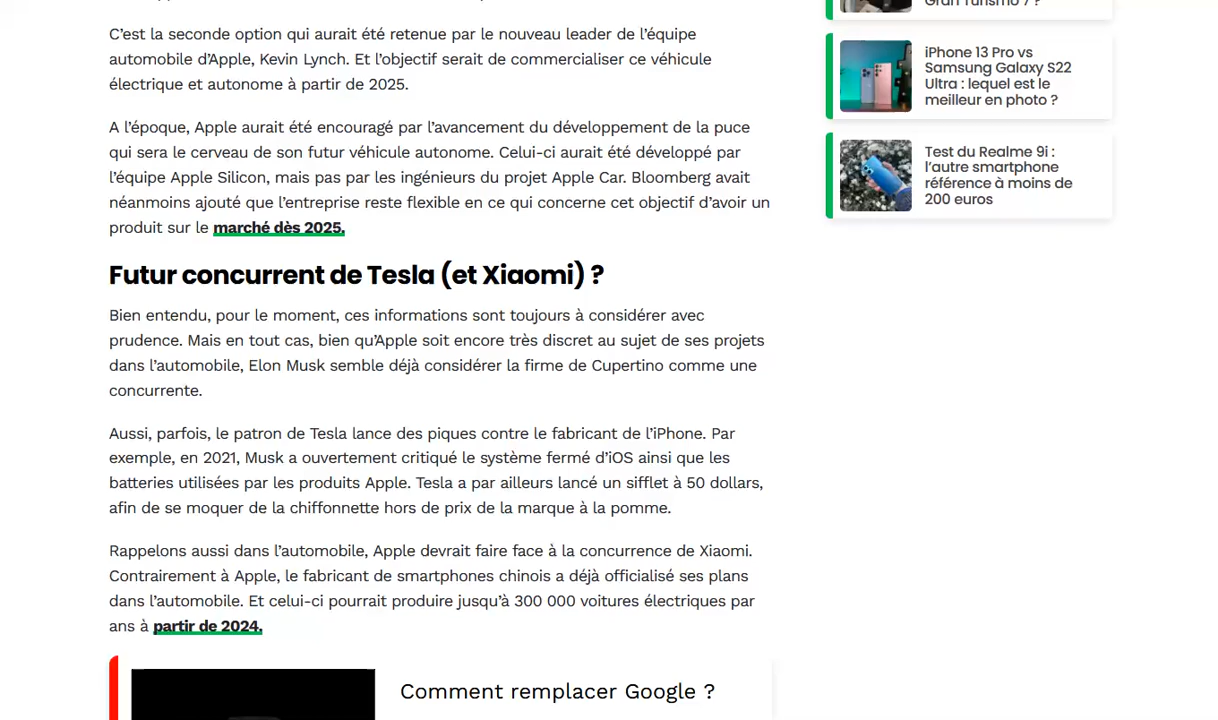 C’est la seconde option qui aurait été retenue par le nouveau leader de l’équipe
automobile d’Apple, Kevin Lynch. Et l’objectif serait de commercialiser ce véhicule
électrique et autonome à partir de 2025.
A l’époque, Apple aurait été encouragé par l’avancement du développement de la puce
qui sera le cerveau de son futur véhicule autonome. Celui-ci aurait été développé par
l’équipe Apple Silicon, mais pas par les ingénieurs du projet Apple Car. Bloomberg avait
néanmoins ajouté que l’entreprise reste flexible en ce qui concerne cet objectif d’avoir un
produit sur le marché dès 2025.
Futur concurrent de Tesla (et Xiaomi) ?
Bien entendu, pour le moment, ces informations sont toujours à considérer avec
prudence. Mais en tout cas, bien qu’Apple soit encore très discret au sujet de ses projets
dans l’automobile, Elon Musk semble déjà considérer la firme de Cupertino comme une
concurrente.
Aussi, parfois, le patron de Tesla lance des piques contre le fabricant de l’iPhone. Par
exemple, en 2021, Musk a ouvertement critiqué le système fermé d’iOS ainsi que les
batteries utilisées par les produits Apple. Tesla a par ailleurs lancé un sifflet à 50 dollars,
afin de se moquer de la chiffonnette hors de prix de la marque à la pomme.
Rappelons aussi dans l’automobile, Apple devrait faire face à la concurrence de Xiaomi.
Contrairement à Apple, le fabricant de smartphones chinois a déjà officialisé ses plans
dans l’automobile. Et celui-ci pourrait produire jusqu’à 300 000 voitures électriques par
ans à partir de 2024.
Comment remplacer Google ?
Gran Turismo 7 ?
iPhone 13 Pro vs
Samsung Galaxy S22
Ultra : lequel est le
meilleur en photo ?
Test du Realme 9i :
l’autre smartphone
référence à moins de
200 euros